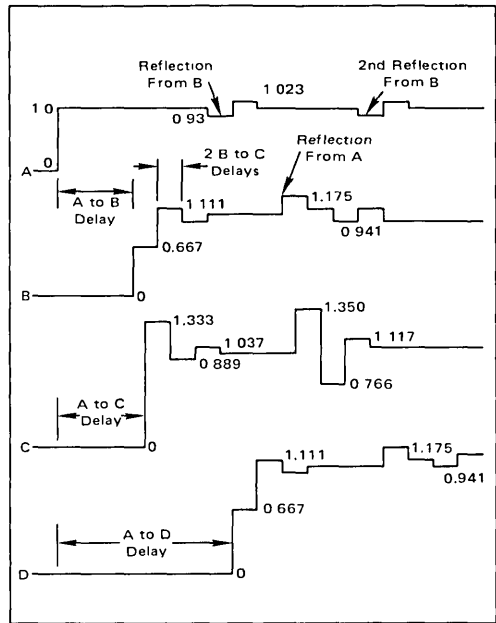 Reflection
From B
2nd Reflection
From B
1 023
1 0
0 93
0
A
Reflection
From A
2 B to C
Delays
A to B
Delay
1 111
1.175
0.667
0.941
B
0
1.333
1.350
1 037
1 117
0 889
0 766
A to C
Delay
C
0
1.111
1.175
0.941
0 667
A to D
Delay
D
0